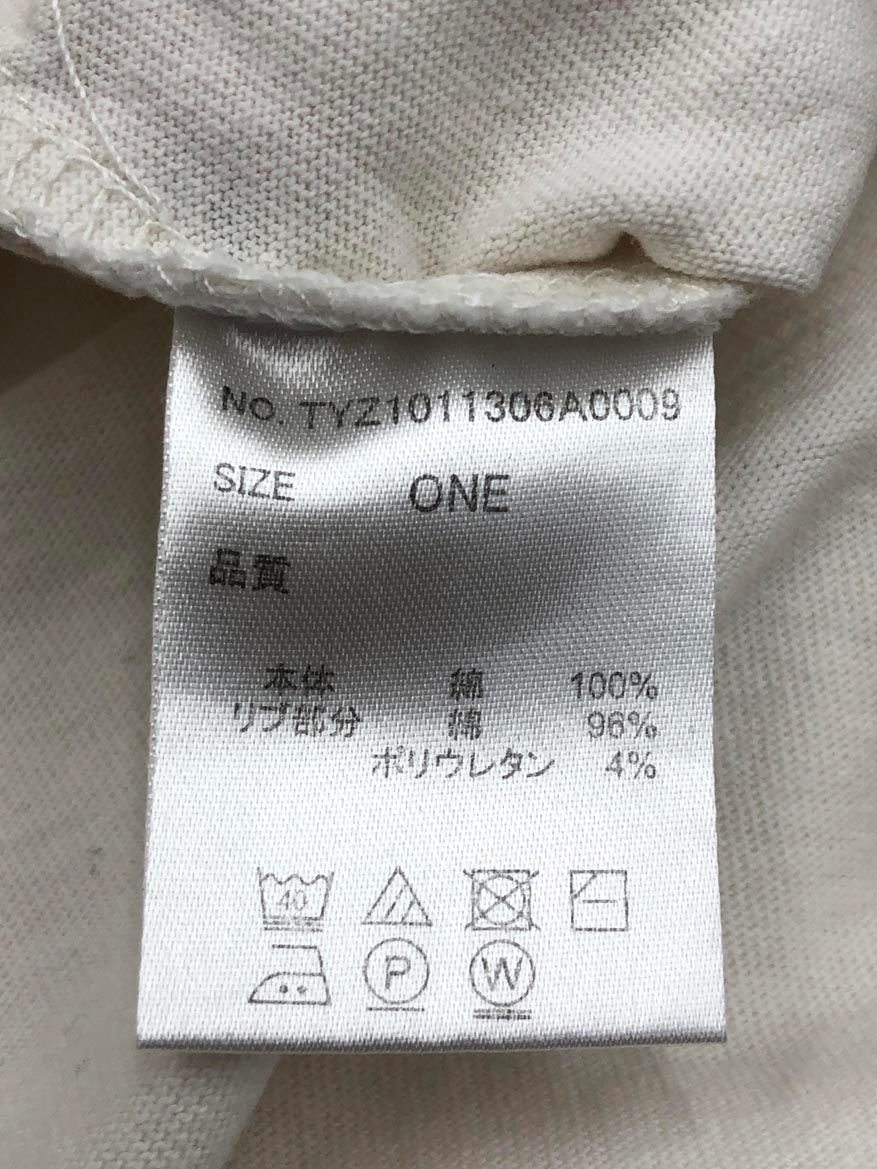 No. TYZ1011306A0009
SIZE ONE
品質
本体 綿 100%
リブ部分 綿 96%
ポリウレタン 4%
40
P
W